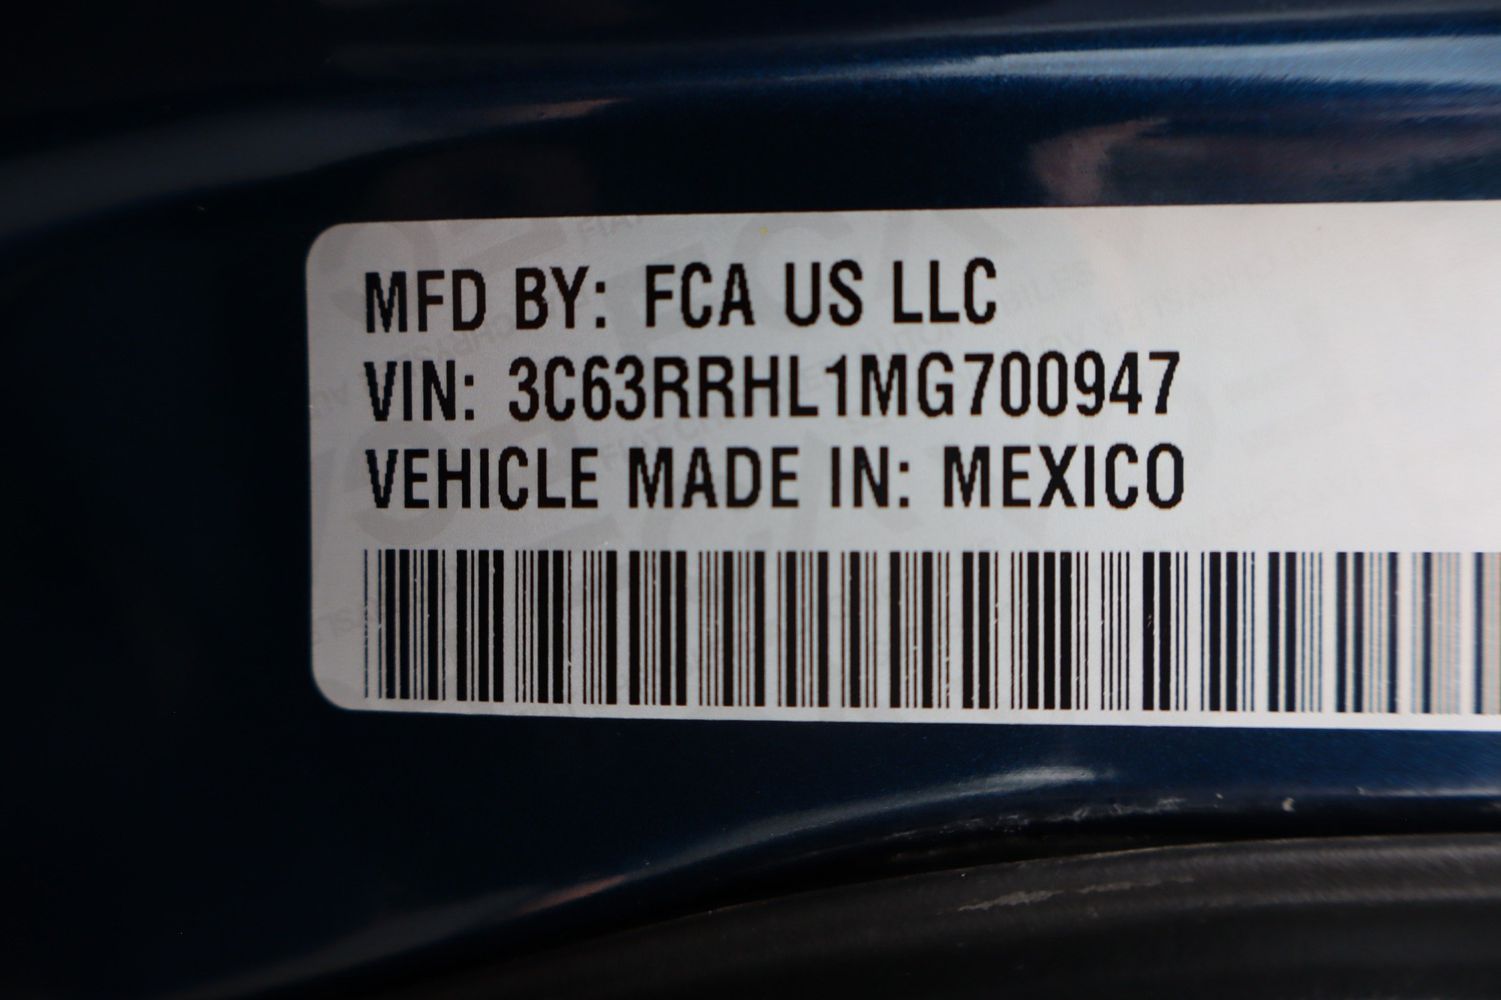 MFD BY: FCA US LLC
VIN: 3C63RRHL1MG700947
VEHICLE MADE IN: MEXICO